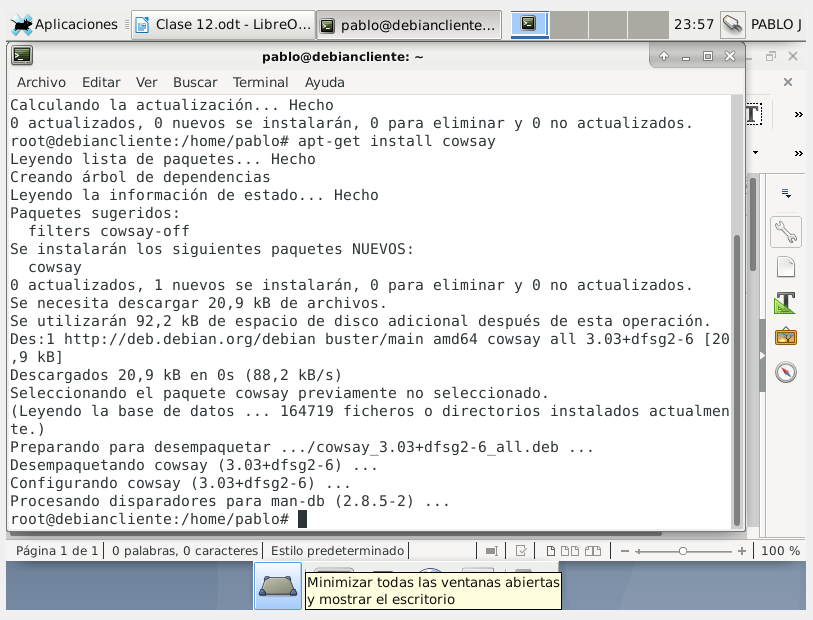 Aplicaciones
Clase 12.odt - LibreO...
pablo@debiancliente...
23:57
PABLO J
pablo@debiancliente: ~
Archivo Editar Ver Buscar Terminal Ayuda
Calculando la actualización... Hecho
0 actualizados, 0 nuevos se instalarán, 0 para eliminar y 0 no actualizados.
root@debiancliente:/home/pablo# apt-get install cowsay
Leyendo lista de paquetes... Hecho
Creando árbol de dependencias
Leyendo la información de estado... Hecho
Paquetes sugeridos:
filters cowsay-off
Se instalarán los siguientes paquetes NUEVOS:
cowsay
0 actualizados, 1 nuevos se instalarán, 0 para eliminar y 0 no actualizados.
Se necesita descargar 20,9 kB de archivos.
Se utilizarán 92,2 kB de espacio de disco adicional después de esta operación.
Des:1 http://deb.debian.org/debian buster/main amd64 cowsay all 3.03+dfsg2-6 [20
,9 kB]
Descargados 20,9 kB en 0s (88,2 kB/s)
Seleccionando el paquete cowsay previamente no seleccionado.
(Leyendo la base de datos ... 164719 ficheros o directorios instalados actualmen
te.)
Preparando para desempaquetar .../cowsay_3.03+dfsg2-6_all.deb ...
Desempaquetando cowsay (3.03+dfsg2-6) ...
Configurando cowsay (3.03+dfsg2-6) ...
Procesando disparadores para man-db (2.8.5-2) ...
root@debiancliente:/home/pablo#
Página 1 de 1 0 palabras, 0 caracteres Estilo predeterminado 100 %
Minimizar todas las ventanas abiertas
y mostrar el escritorio